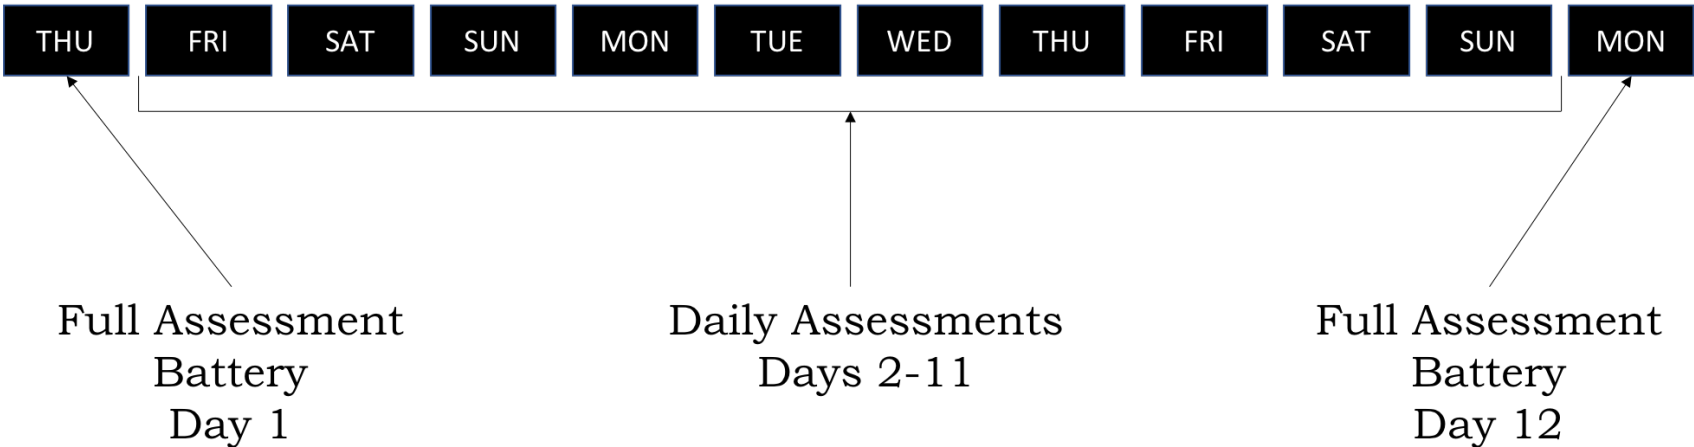 THU FRI SAT SUN MON TUE WED THU FRI SAT SUN MON
Full Assessment
Battery
Day 1
Daily Assessments
Days 2-11
Full Assessment
Battery
Day 12